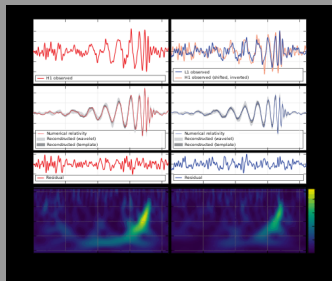 H1 observed
L1 observed
H1 observed (shifted, inverted)
Numerical relativity
Reconstructed (wavelet)
Reconstructed (template)
Numerical relativity
Reconstructed (wavelet)
Reconstructed (template)
Residual
Residual